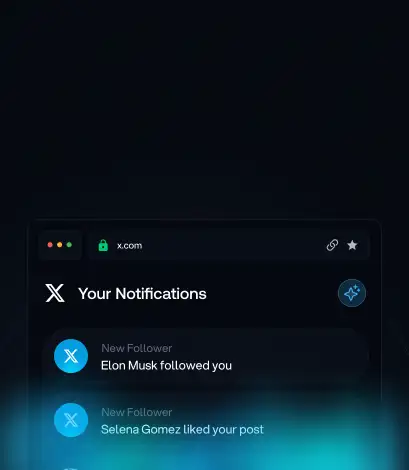 x.com
Your Notifications
New Follower
Elon Musk followed you
New Follower
Selena Gomez liked your post